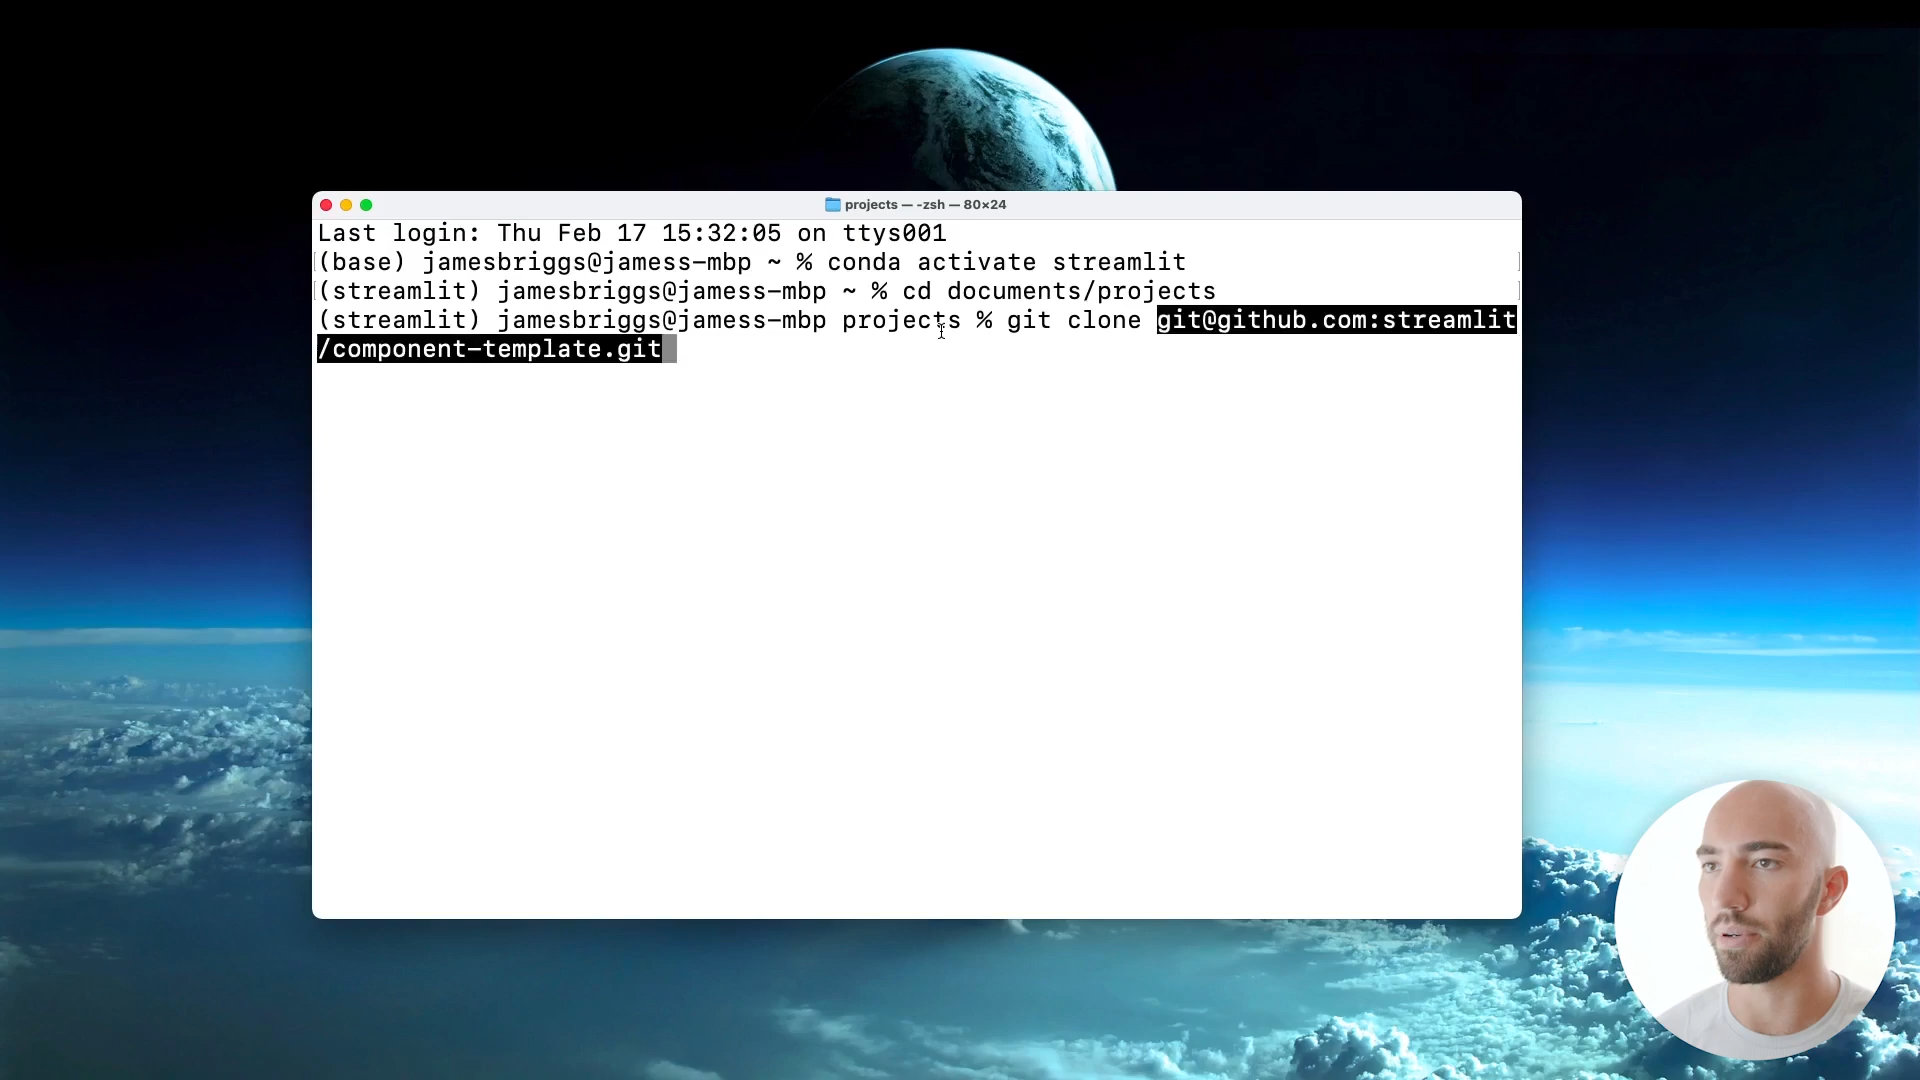 projects — -zsh — 80×24
Last login: Thu Feb 17 15:32:05 on ttys001
(base) jamesbriggs@jamess-mbp ~ % conda activate streamlit
(streamlit) jamesbriggs@jamess-mbp ~ % cd documents/projects
(streamlit) jamesbriggs@jamess-mbp projects % git clone git@github.com:streamlit
/component-template.git